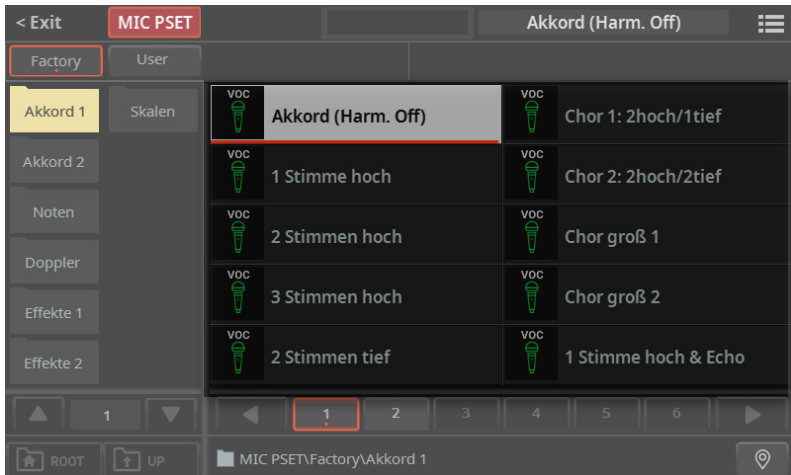 < Exit MIC PSET Akkord (Harm. Off)
Factory User
Akkord 1 Skalen
Akkord 2
Noten
Doppler
Effekte 1
Effekte 2
VOC Akkord (Harm. Off) VOC Chor 1: 2hoch/1tief
VOC 1 Stimme hoch VOC Chor 2: 2hoch/2tief
VOC 2 Stimmen hoch VOC Chor groß 1
VOC 3 Stimmen hoch VOC Chor groß 2
VOC 2 Stimmen tief VOC 1 Stimme hoch & Echo
1 1 2 3 4 5 6
ROOT UP MIC PSET\Factory\Akkord 1